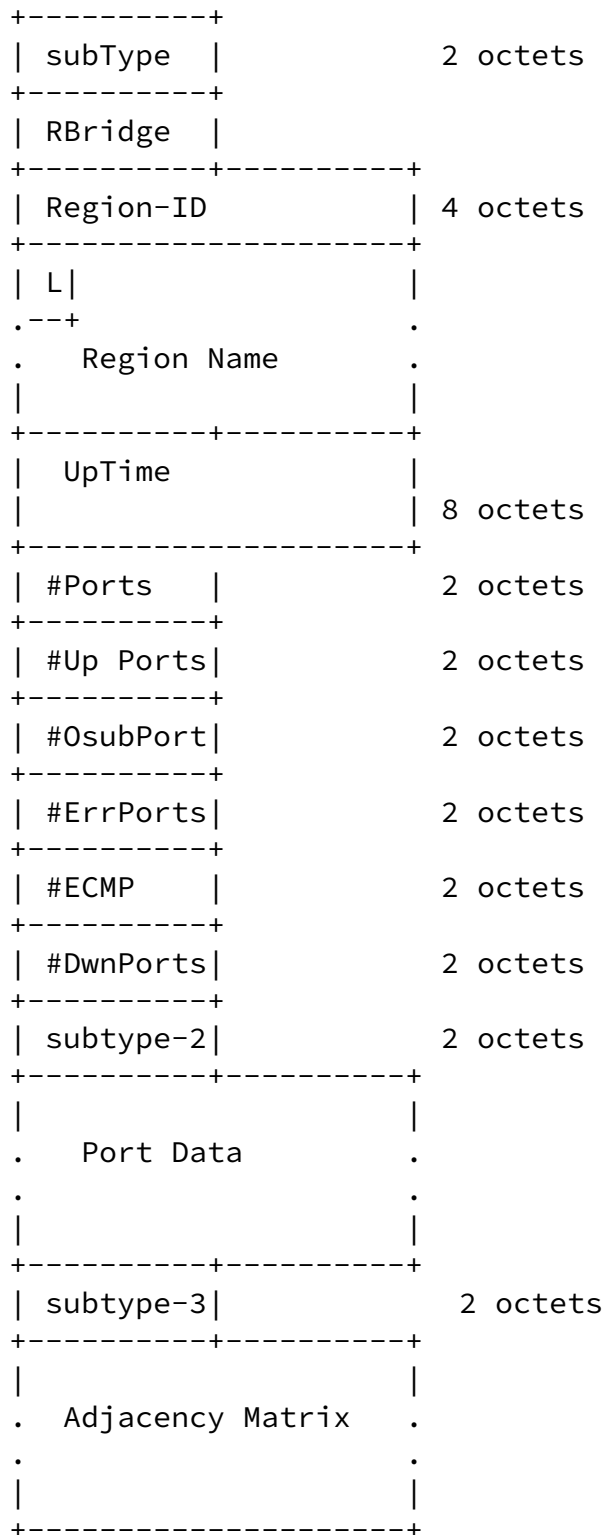 +----------+
| subType  |             2 octets
+----------+
| RBridge  |
+----------+----------+
| Region-ID           | 4 octets
+---------------------+
| L|                  |
.--+                  .
.   Region Name       .
|                     |
+----------+----------+
|  UpTime             |
|                     | 8 octets
+---------------------+
| #Ports   |            2 octets
+----------+
| #Up Ports|            2 octets
+----------+
| #OsubPort|            2 octets
+----------+
| #ErrPorts|            2 octets
+----------+
| #ECMP    |            2 octets
+----------+
| #DwnPorts|            2 octets
+----------+
| subtype-2|            2 octets
+----------+----------+
|                     |
.   Port Data         .
.                     .
|                     |
+----------+----------+
| subtype-3|             2 octets
+----------+----------+
|                     |
.  Adjacency Matrix   .
.                     .
|                     |
+---------------------+